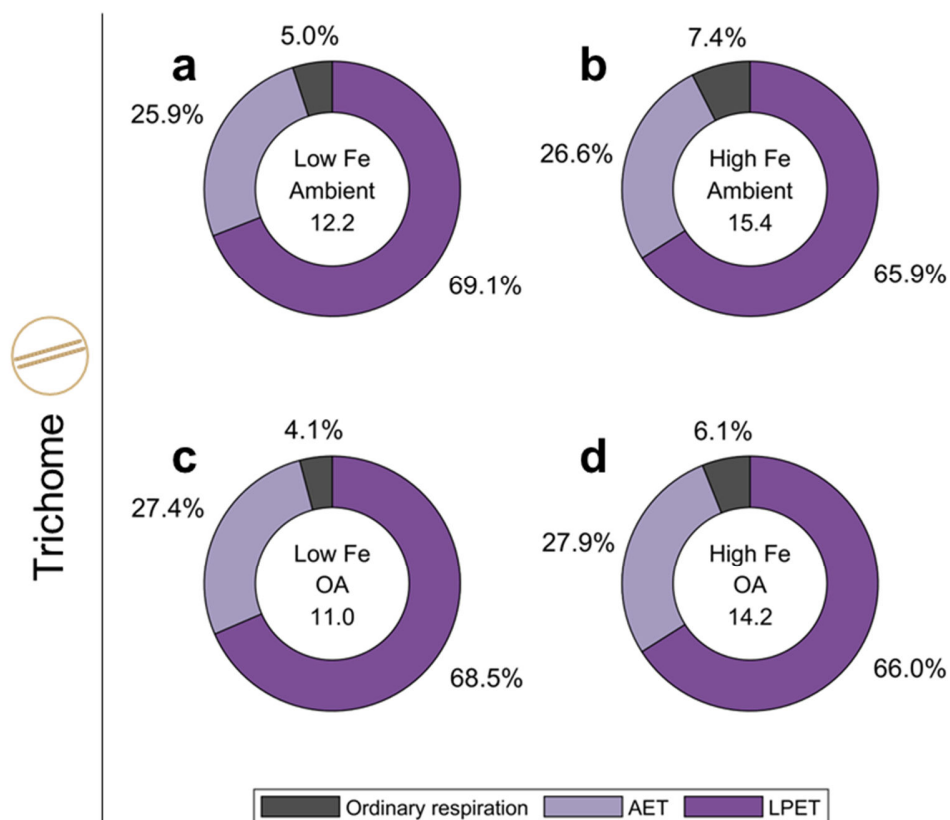 Trichome
a
5.0%
25.9%
Low Fe
Ambient
12.2
69.1%
b
7.4%
26.6%
High Fe
Ambient
15.4
65.9%
c
4.1%
27.4%
Low Fe
OA
11.0
68.5%
d
6.1%
27.9%
High Fe
OA
14.2
66.0%
Ordinary respiration AET LPET